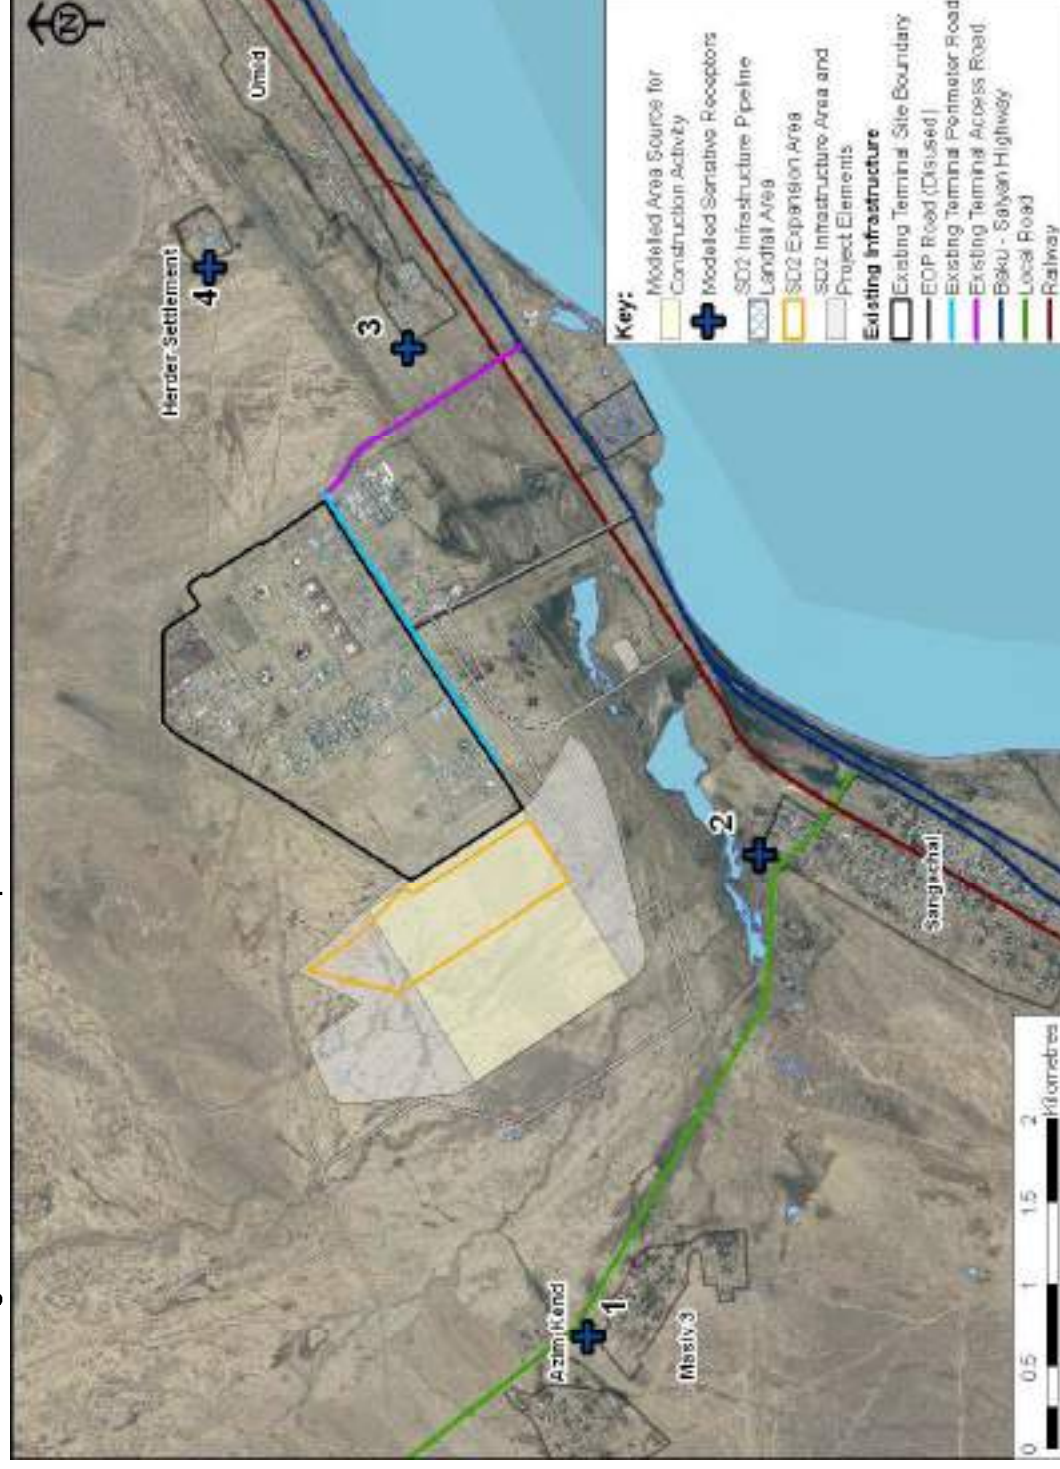 N
Umid
Herder Settlement
4
3
2
Sangachal
Azim Kend
1
Masiv 3
Key:
Modelled Area Source for
Construction Activity
Modelled Sensitive Receptors
SD2 Infrastructure Pipeline
Landfall Area
SD2 Expansion Area
SD2 Infrastructure Area and
Project Elements
Existing Infrastructure
Existing Terminal Site Boundary
EOP Road (Disused)
Existing Terminal Perimeter Road
Existing Terminal Access Road
Baku - Salyan Highway
Local Road
Railway
0 0.5 1 1.5 2
Kilometres